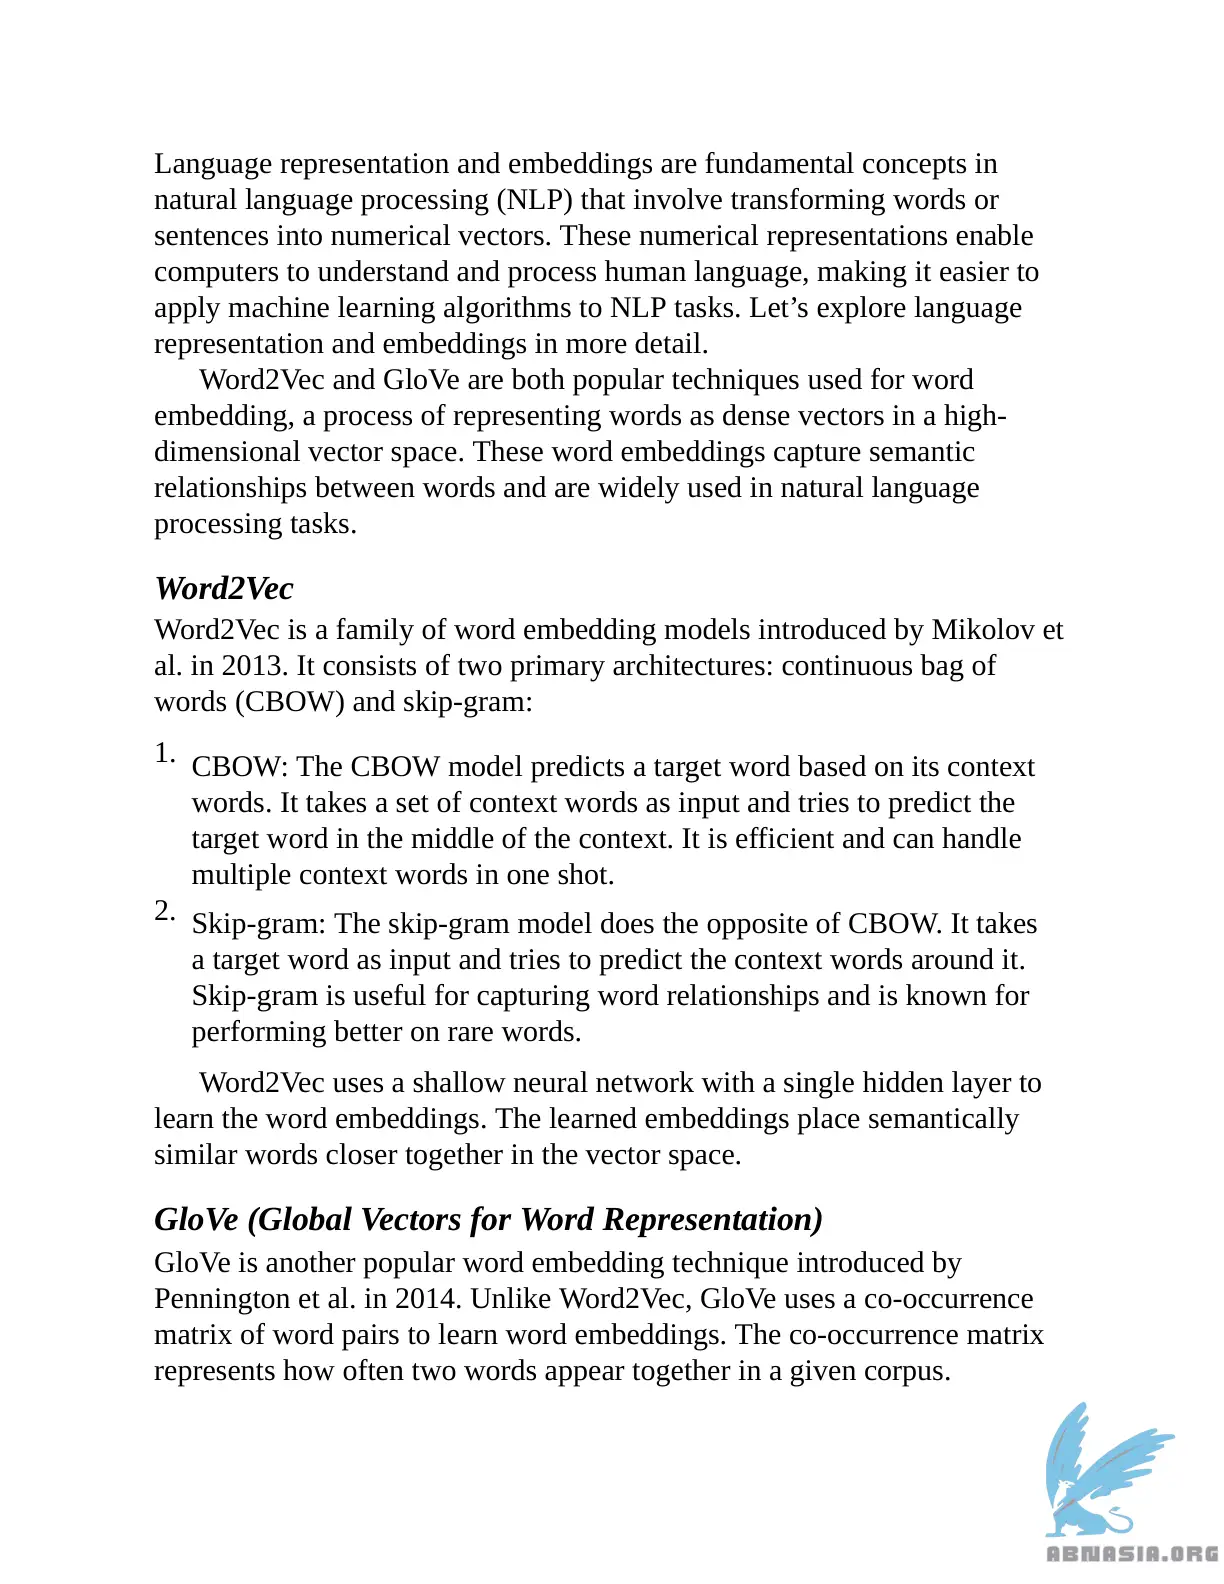 Language representation and embeddings are fundamental concepts in
natural language processing (NLP) that involve transforming words or
sentences into numerical vectors. These numerical representations enable
computers to understand and process human language, making it easier to
apply machine learning algorithms to NLP tasks. Let’s explore language
representation and embeddings in more detail.
Word2Vec and GloVe are both popular techniques used for word
embedding, a process of representing words as dense vectors in a high-
dimensional vector space. These word embeddings capture semantic
relationships between words and are widely used in natural language
processing tasks.
Word2Vec
Word2Vec is a family of word embedding models introduced by Mikolov et
al. in 2013. It consists of two primary architectures: continuous bag of
words (CBOW) and skip-gram:
1. CBOW: The CBOW model predicts a target word based on its context
words. It takes a set of context words as input and tries to predict the
target word in the middle of the context. It is efficient and can handle
multiple context words in one shot.
2. Skip-gram: The skip-gram model does the opposite of CBOW. It takes
a target word as input and tries to predict the context words around it.
Skip-gram is useful for capturing word relationships and is known for
performing better on rare words.
Word2Vec uses a shallow neural network with a single hidden layer to
learn the word embeddings. The learned embeddings place semantically
similar words closer together in the vector space.
GloVe (Global Vectors for Word Representation)
GloVe is another popular word embedding technique introduced by
Pennington et al. in 2014. Unlike Word2Vec, GloVe uses a co-occurrence
matrix of word pairs to learn word embeddings. The co-occurrence matrix
represents how often two words appear together in a given corpus.
ABNASIA.ORG